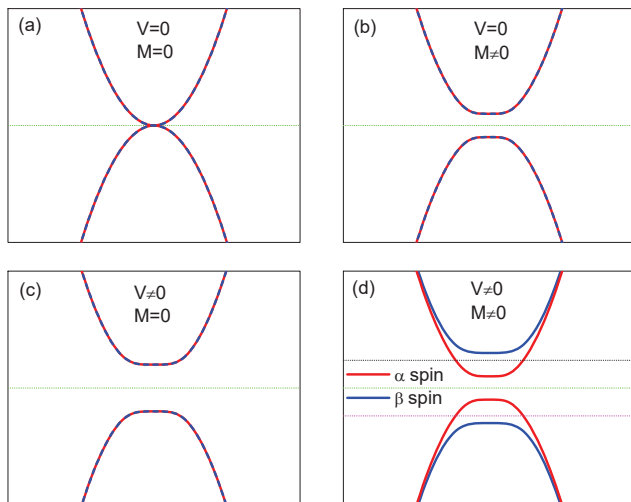 (a)
V=0
M=0
(b)
V=0
M≠0
(c)
V≠0
M=0
(d)
V≠0
M≠0
α spin
β spin